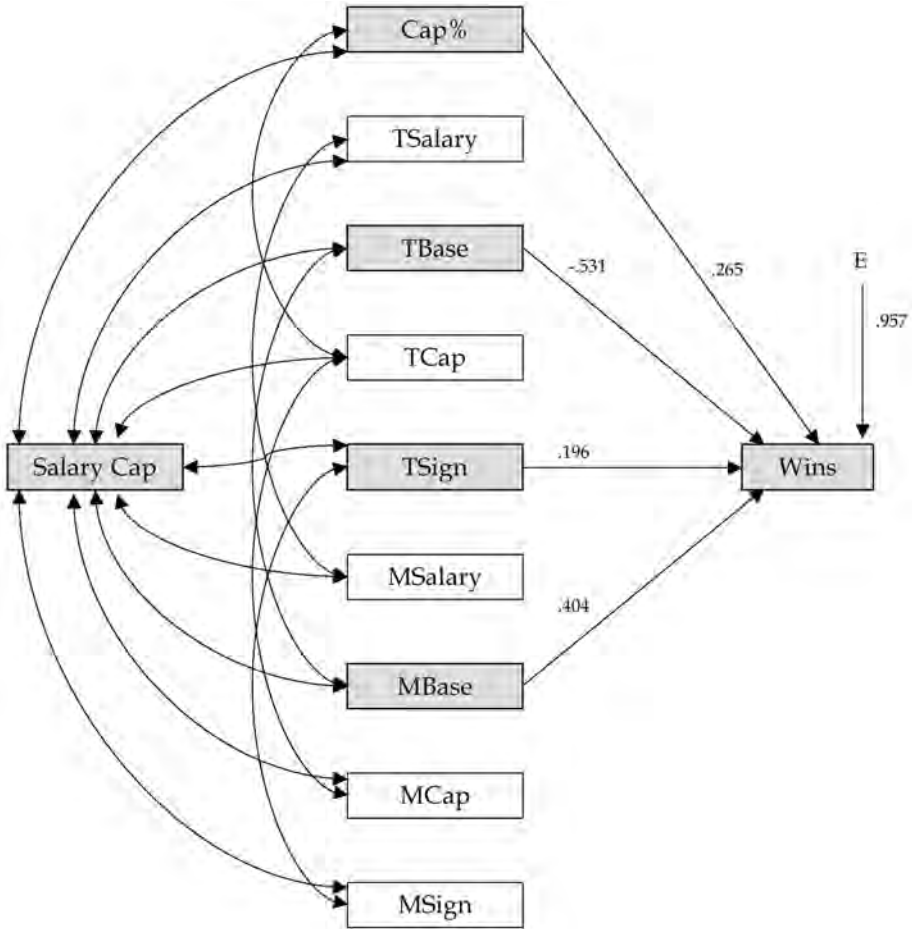 Cap%
TSalary
TBase
-.531
.265
E
.957
TCap
Salary Cap
TSign
.196
Wins
MSalary
.404
MBase
MCap
MSign